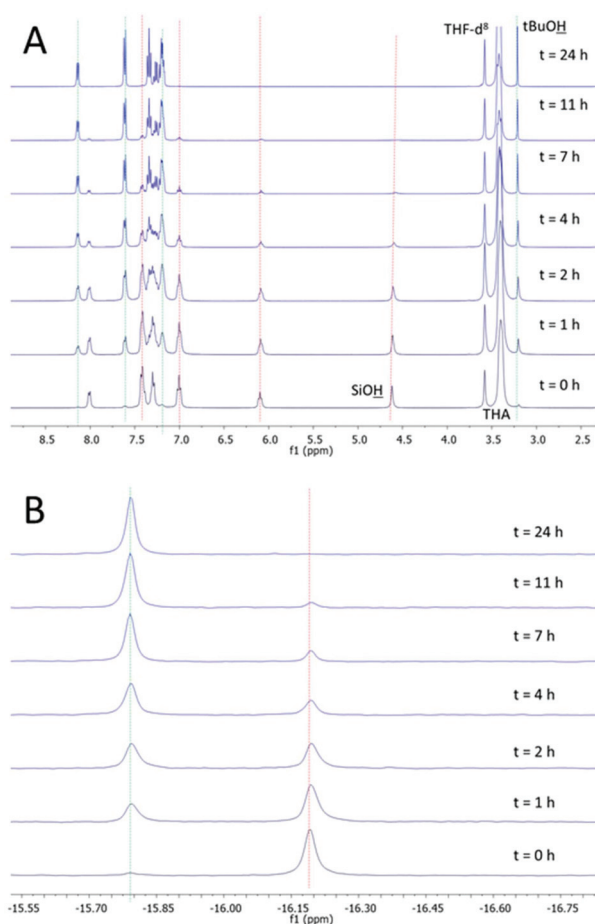 A
THF-d⁸
tBuOH
t = 24 h
t = 11 h
t = 7 h
t = 4 h
t = 2 h
t = 1 h
SiOH
t = 0 h
THA
8.5 8.0 7.5 7.0 6.5 6.0 5.5 5.0 4.5 4.0 3.5 3.0 2.5
f1 (ppm)
B
t = 24 h
t = 11 h
t = 7 h
t = 4 h
t = 2 h
t = 1 h
t = 0 h
-15.55 -15.70 -15.85 -16.00 -16.15 -16.30 -16.45 -16.60 -16.75
f1 (ppm)